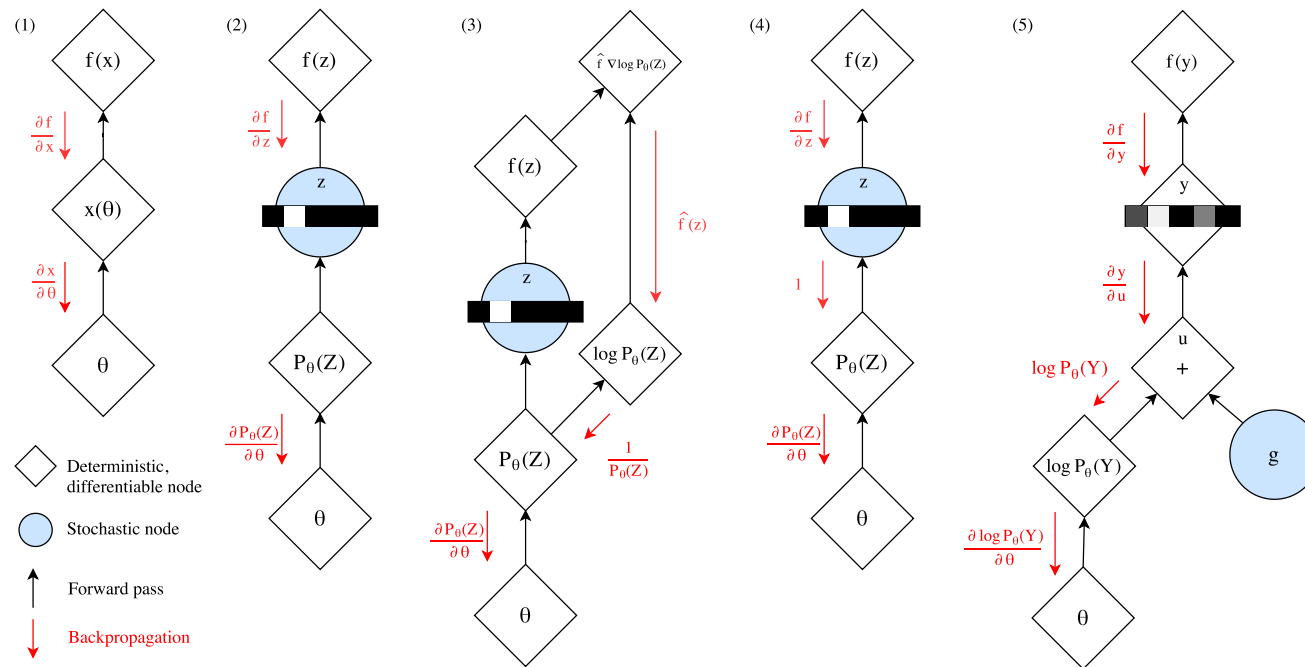 (1)
f(x)
∂f
∂x
x(θ)
∂x
∂θ
θ
Deterministic,
differentiable node
Stochastic node
Forward pass
Backpropagation
(2)
f(z)
∂f
∂z
z
P_θ(Z)
∂P_θ(Z)
∂θ
θ
(3)
f̂ ∇log P_θ(Z)
f(z)
f̂(z)
z
log P_θ(Z)
P_θ(Z)
1
P_θ(Z)
∂P_θ(Z)
∂θ
θ
(4)
f(z)
∂f
∂z
z
1
P_θ(Z)
∂P_θ(Z)
∂θ
θ
(5)
f(y)
∂f
∂y
y
∂y
∂u
u
+
log P_θ(Y)
log P_θ(Y)
g
∂log P_θ(Y)
∂θ
θ